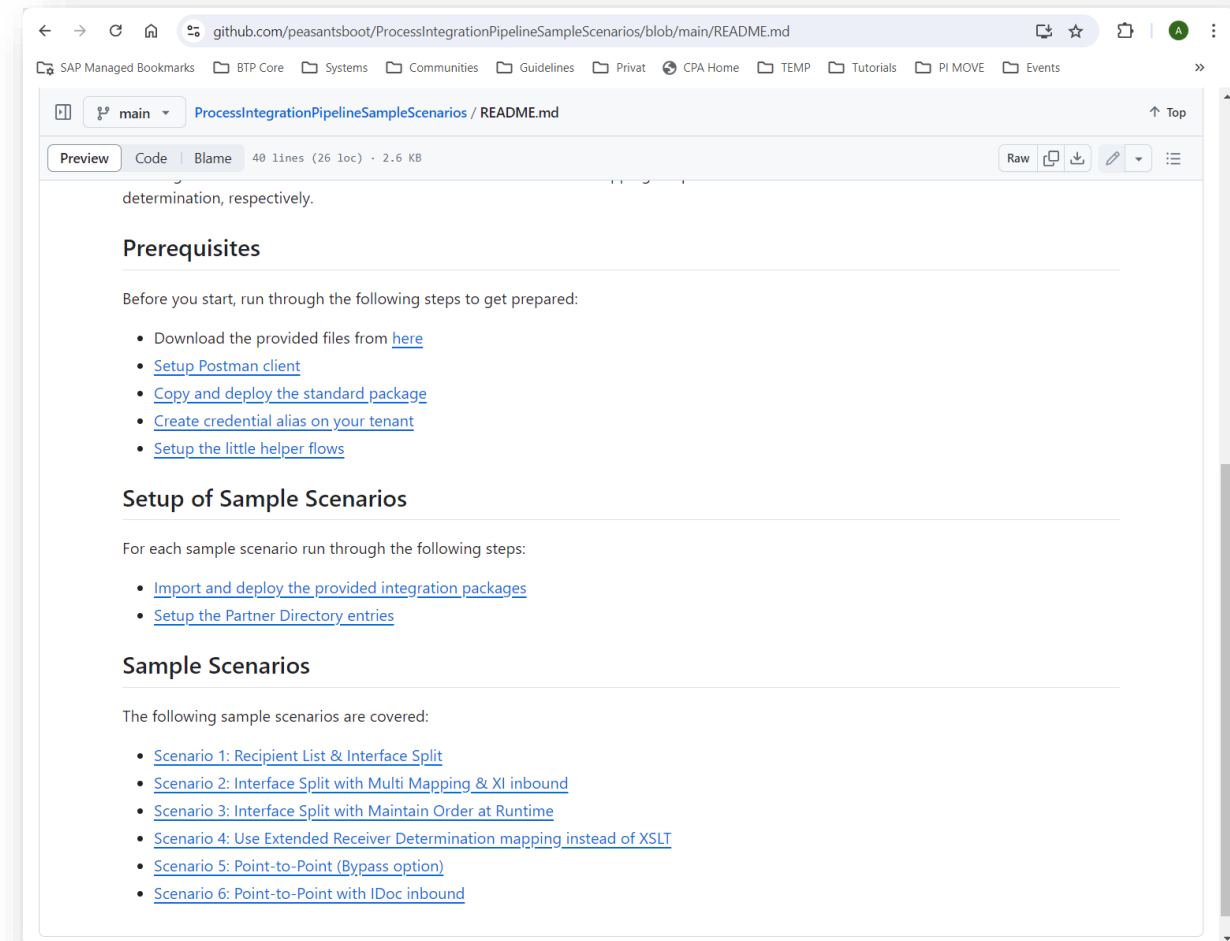 github.com/peasantsboot/ProcessIntegrationPipelineSampleScenarios/blob/main/README.md
A
SAP Managed Bookmarks BTP Core Systems Communities Guidelines Privat CPA Home TEMP Tutorials PI MOVE Events »
main ProcessIntegrationPipelineSampleScenarios / README.md Top
Preview Code Blame 40 lines (26 loc) · 2.6 KB Raw
determination, respectively.
Prerequisites
Before you start, run through the following steps to get prepared:
• Download the provided files from here
• Setup Postman client
• Copy and deploy the standard package
• Create credential alias on your tenant
• Setup the little helper flows
Setup of Sample Scenarios
For each sample scenario run through the following steps:
• Import and deploy the provided integration packages
• Setup the Partner Directory entries
Sample Scenarios
The following sample scenarios are covered:
• Scenario 1: Recipient List & Interface Split
• Scenario 2: Interface Split with Multi Mapping & XI inbound
• Scenario 3: Interface Split with Maintain Order at Runtime
• Scenario 4: Use Extended Receiver Determination mapping instead of XSLT
• Scenario 5: Point-to-Point (Bypass option)
• Scenario 6: Point-to-Point with IDoc inbound